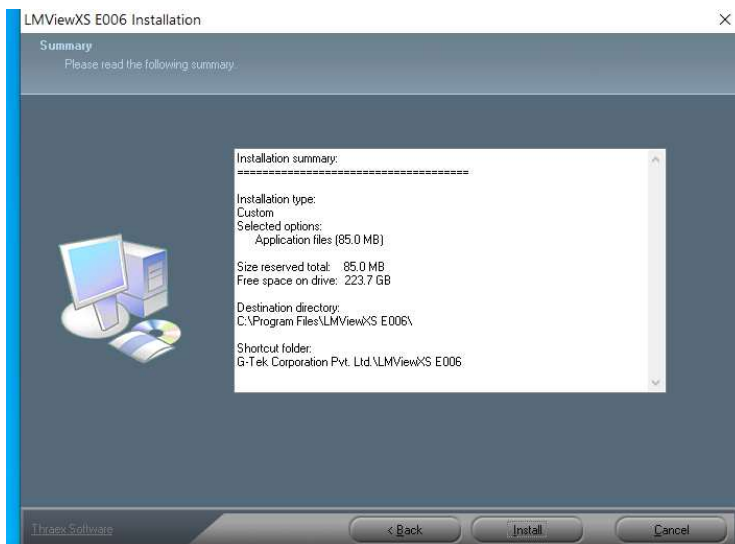 LMViewXS E006 Installation
Summary
Please read the following summary.
Installation summary:
=====================================
Installation type:
Custom
Selected options:
Application files (85.0 MB)
Size reserved total: 85.0 MB
Free space on drive: 223.7 GB
Destination directory:
C:\Program Files\LMViewXS E006\
Shortcut folder:
G-Tek Corporation Pvt. Ltd.\LMViewXS E006
Thraex Software
< Back
Install
Cancel